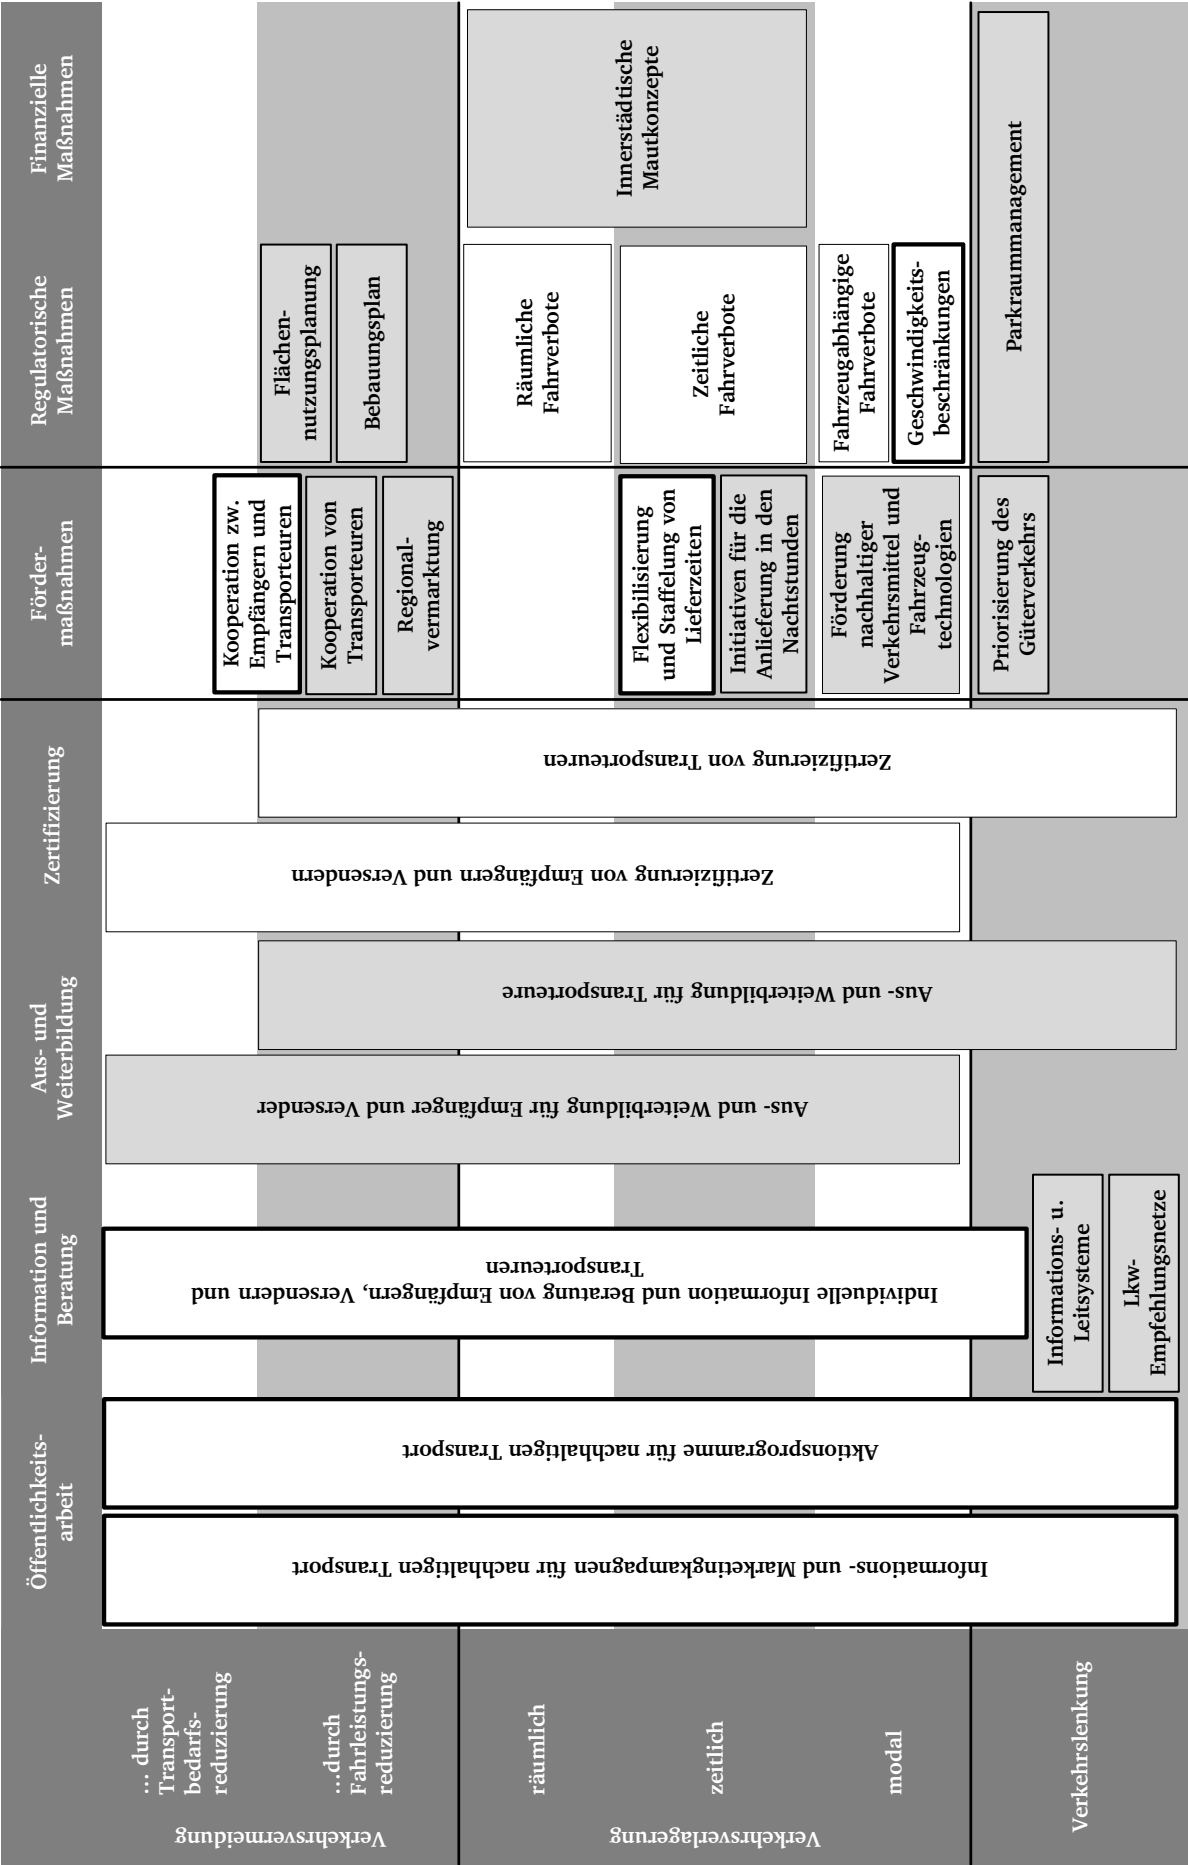 Öffentlichkeits-
arbeit
Information und
Beratung
Aus- und
Weiterbildung
Zertifizierung
Förder-
maßnahmen
Regulatorische
Maßnahmen
Finanzielle
Maßnahmen
Verkehrsvermeidung
... durch
Transport-
bedarfs-
reduzierung
...durch
Fahrleistungs-
reduzierung
Verkehrsverlagerung
räumlich
zeitlich
modal
Verkehrslenkung
Informations- und Marketingkampagnen für nachhaltigen Transport
Aktionsprogramme für nachhaltigen Transport
Individuelle Information und Beratung von Empfängern, Versendern und
Transporteuren
Informations- u.
Leitsysteme
Lkw-
Empfehlungsnetze
Aus- und Weiterbildung für Empfänger und Versender
Aus- und Weiterbildung für Transporteure
Zertifizierung von Empfängern und Versendern
Zertifizierung von Transporteuren
Kooperation zw.
Empfängern und
Transporteuren
Kooperation von
Transporteuren
Regional-
vermarktung
Flexibilisierung
und Staffelung von
Lieferzeiten
Initiativen für die
Anlieferung in den
Nachtstunden
Förderung
nachhaltiger
Verkehrsmittel und
Fahrzeug-
technologien
Priorisierung des
Güterverkehrs
Flächen-
nutzungsplanung
Bebauungsplan
Räumliche
Fahrverbote
Zeitliche
Fahrverbote
Fahrzeugabhängige
Fahrverbote
Geschwindigkeits-
beschränkungen
Innerstädtische
Mautkonzepte
Parkraummanagement